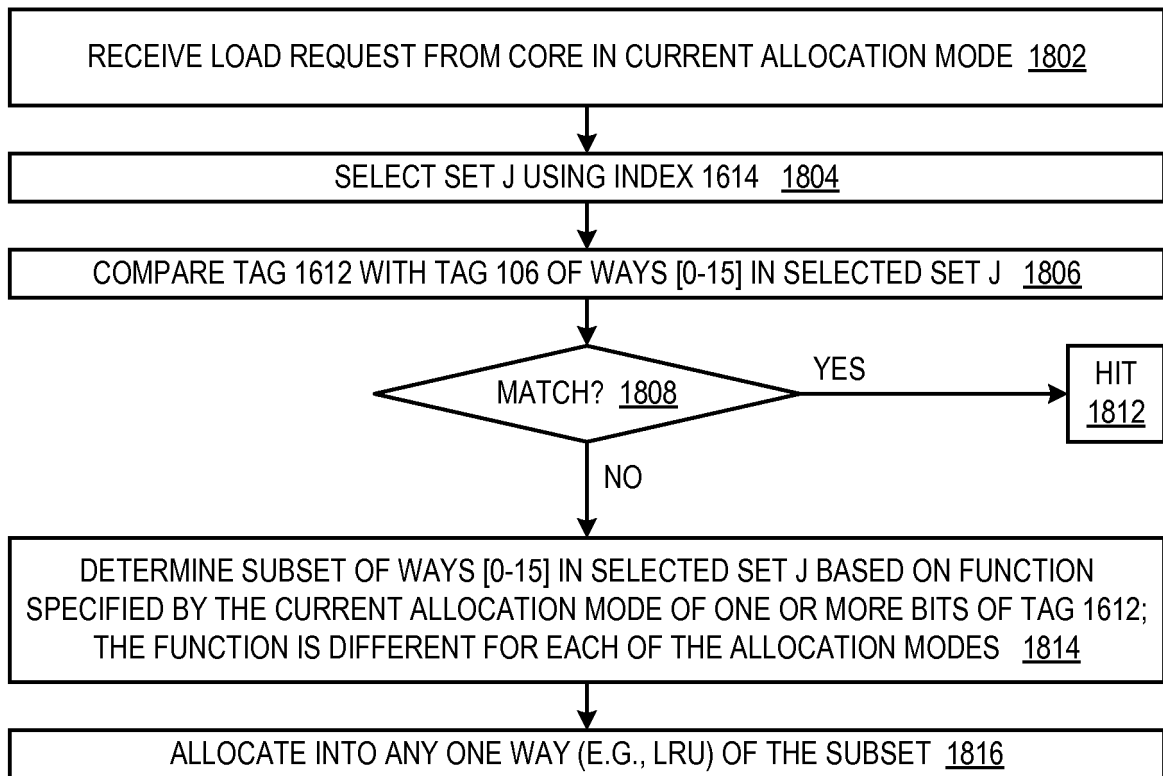 RECEIVE LOAD REQUEST FROM CORE IN CURRENT ALLOCATION MODE 1802
SELECT SET J USING INDEX 1614 1804
COMPARE TAG 1612 WITH TAG 106 OF WAYS [0-15] IN SELECTED SET J 1806
MATCH? 1808
YES
HIT
1812
NO
DETERMINE SUBSET OF WAYS [0-15] IN SELECTED SET J BASED ON FUNCTION
SPECIFIED BY THE CURRENT ALLOCATION MODE OF ONE OR MORE BITS OF TAG 1612;
THE FUNCTION IS DIFFERENT FOR EACH OF THE ALLOCATION MODES 1814
ALLOCATE INTO ANY ONE WAY (E.G., LRU) OF THE SUBSET 1816